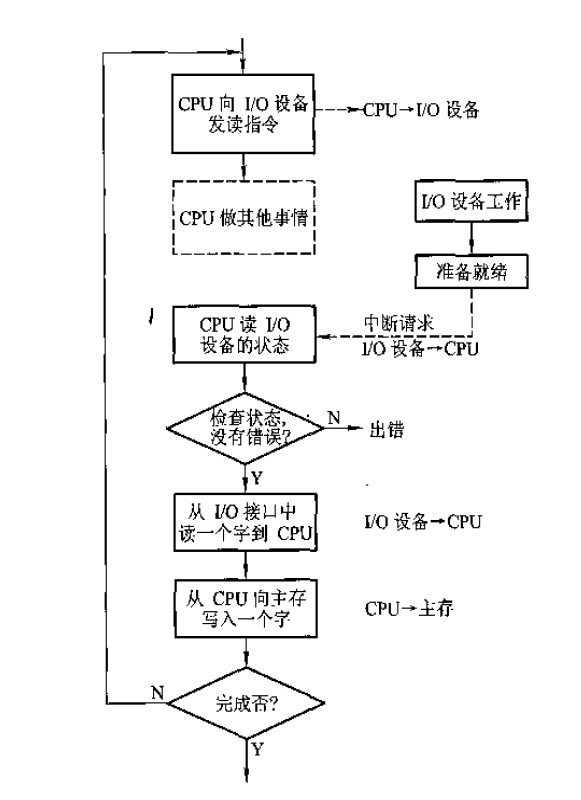 CPU 向 I/O 设备
发读指令
CPU→I/O 设备
CPU 做其他事情
I/O 设备工作
准备就绪
中断请求
I/O 设备→CPU
CPU 读 I/O
设备的状态
检查状态,
没有错误?
N
出错
Y
从 I/O 接口中
读一个字到 CPU
I/O 设备→CPU
从 CPU 向主存
写入一个字
CPU→主存
N
完成否?
Y